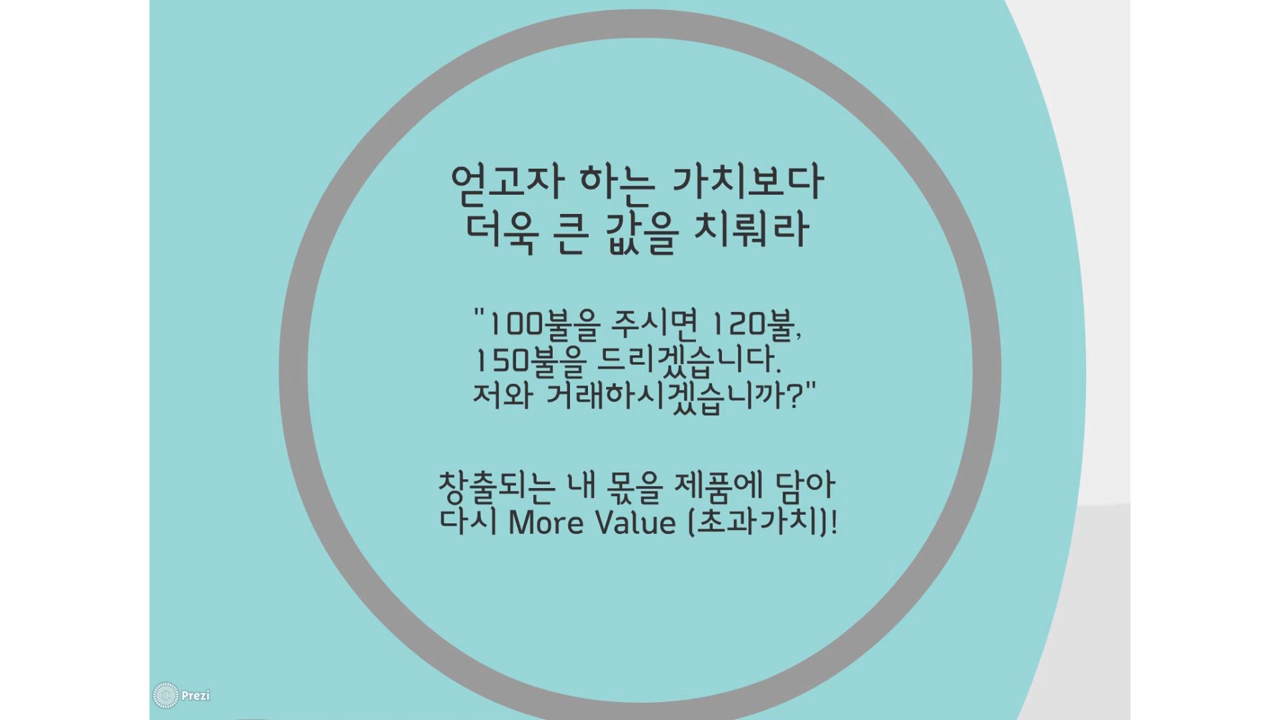 얻고자 하는 가치보다
더욱 큰 값을 치뤄라
"100불을 주시면 120불,
150불을 드리겠습니다.
저와 거래하시겠습니까?"
창출되는 내 몫을 제품에 담아
다시 More Value (초과가치)!
Prezi